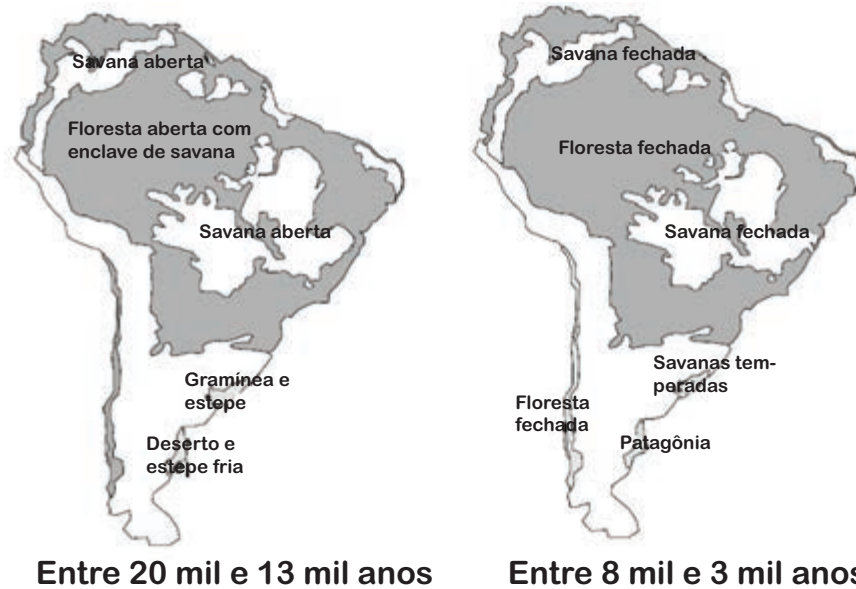 Savana aberta
Floresta aberta com
enclave de savana
Savana aberta
Gramínea e
estepe
Deserto e
estepe fria
Entre 20 mil e 13 mil anos
Savana fechada
Floresta fechada
Savana fechada
Savanas tem-
peradas
Floresta
fechada
Patagônia
Entre 8 mil e 3 mil anos